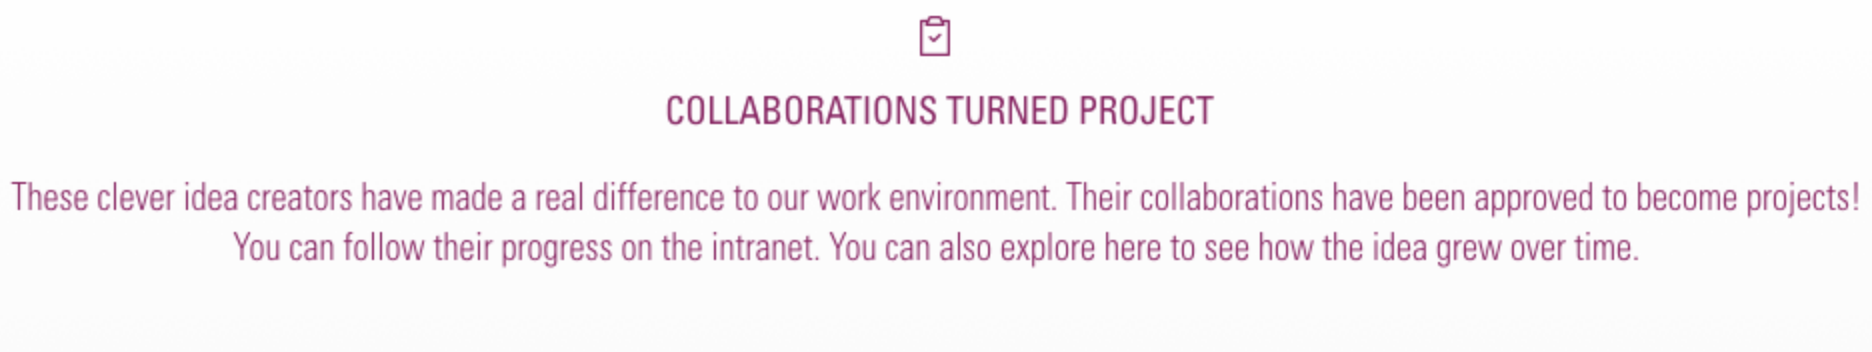 COLLABORATIONS TURNED PROJECT
These clever idea creators have made a real difference to our work environment. Their collaborations have been approved to become projects!
You can follow their progress on the intranet. You can also explore here to see how the idea grew over time.